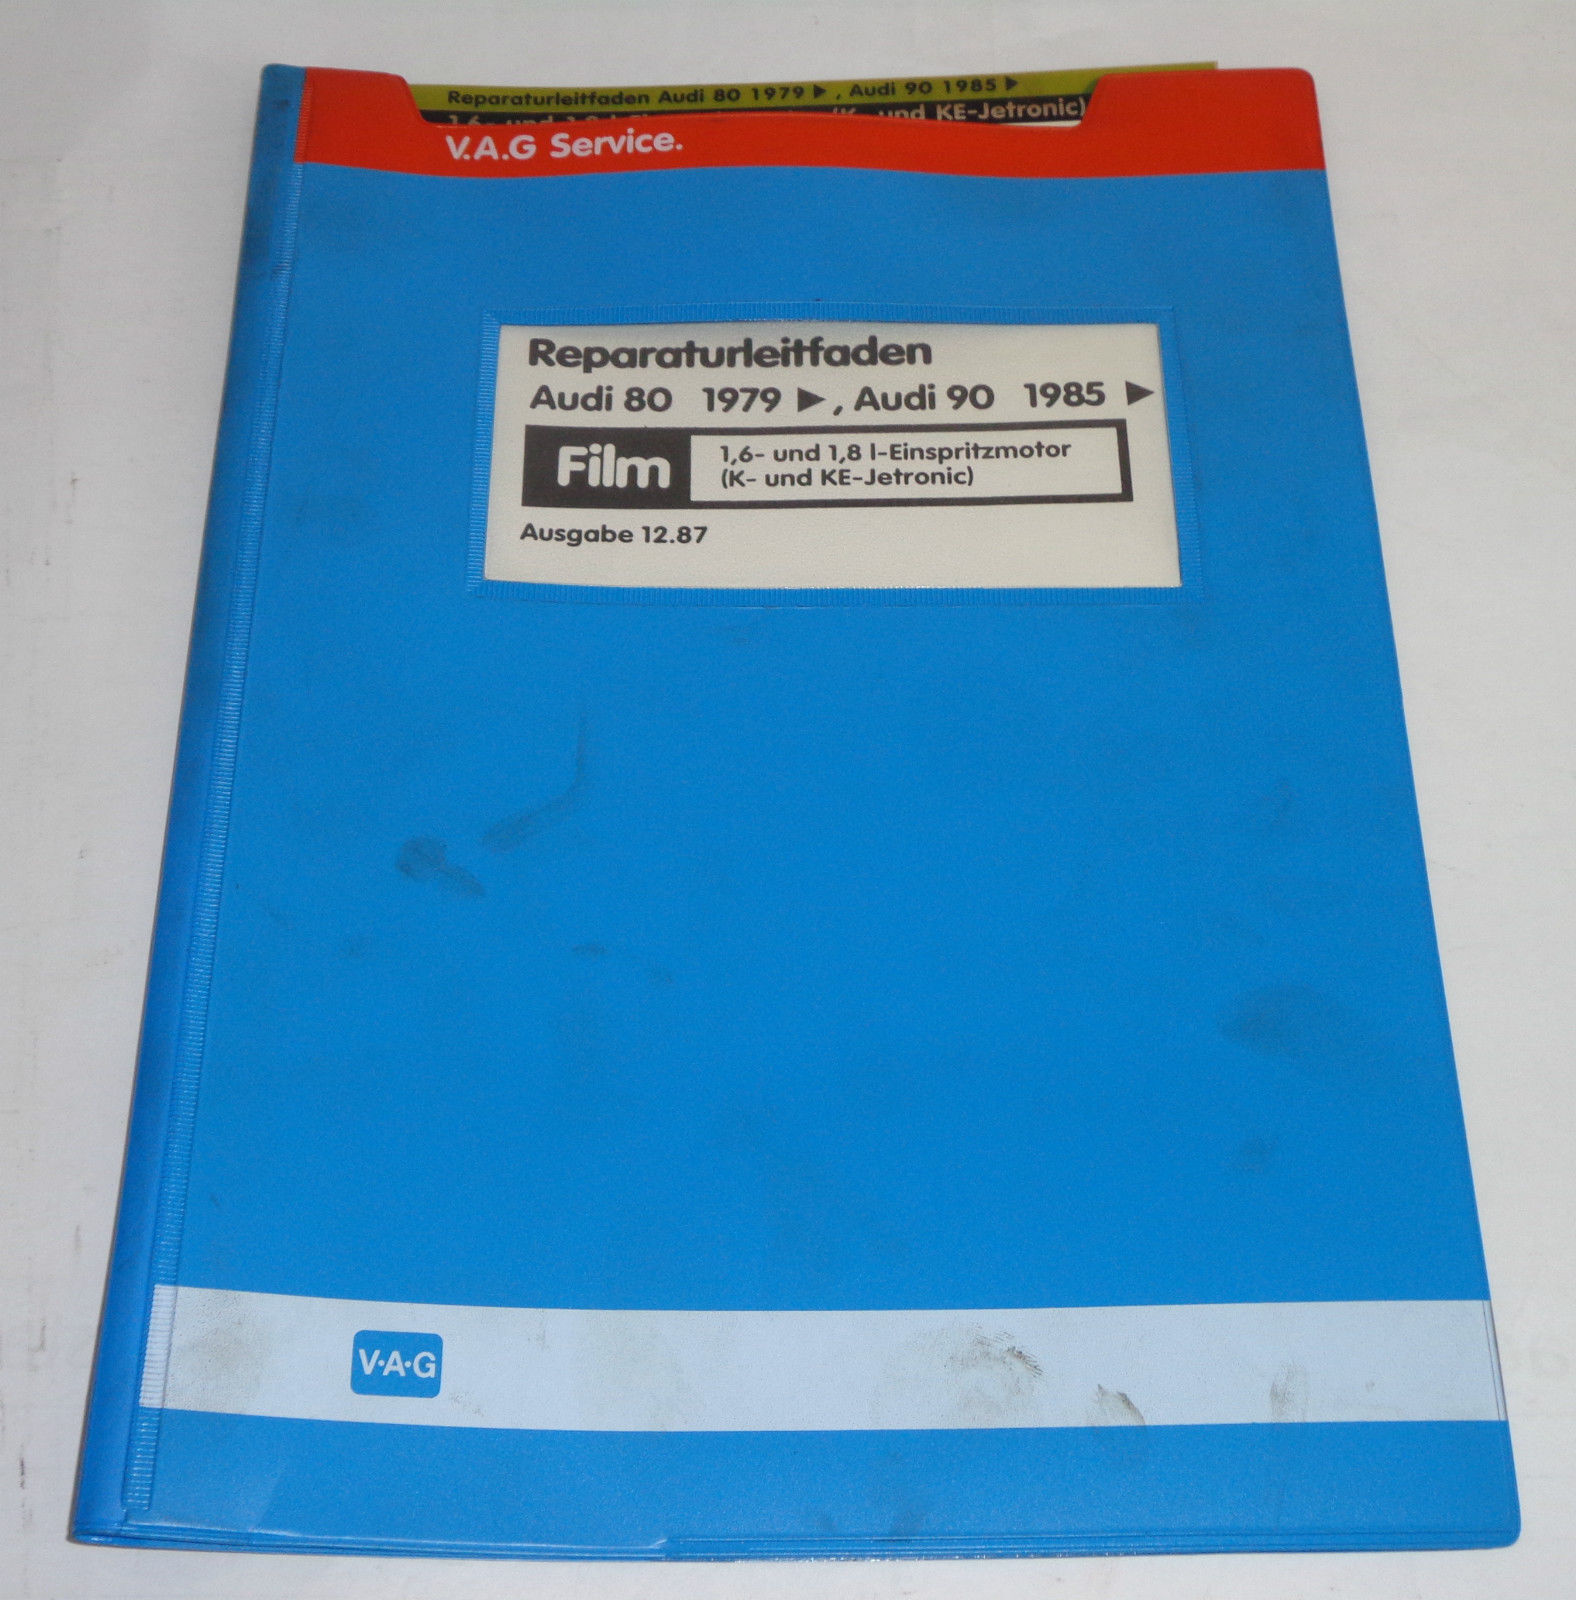 Reparaturleitfaden Audi 80 1979 ▶ , Audi 90 1985 ▶
und KE-Jetronic)
V.A.G Service.
Reparaturleitfaden
Audi 80 1979 ▶ , Audi 90 1985 ▶
Film
1,6- und 1,8 l-Einspritzmotor
(K- und KE-Jetronic)
Ausgabe 12.87
V·A·G